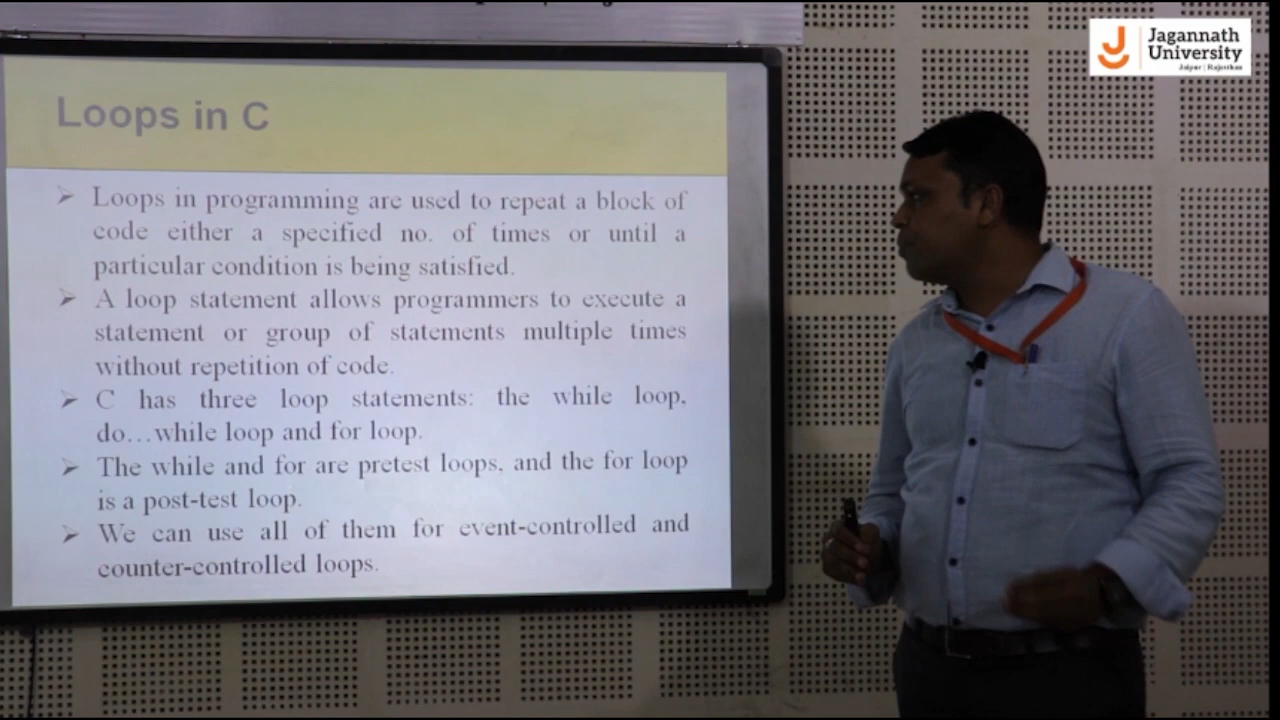 Jagannath
University
Jaipur | Rajasthan
Loops in C
➢ Loops in programming are used to repeat a block of
code either a specified no. of times or until a
particular condition is being satisfied.
➢ A loop statement allows programmers to execute a
statement or group of statements multiple times
without repetition of code.
➢ C has three loop statements: the while loop,
do…while loop and for loop.
➢ The while and for are pretest loops, and the for loop
is a post-test loop.
➢ We can use all of them for event-controlled and
counter-controlled loops.